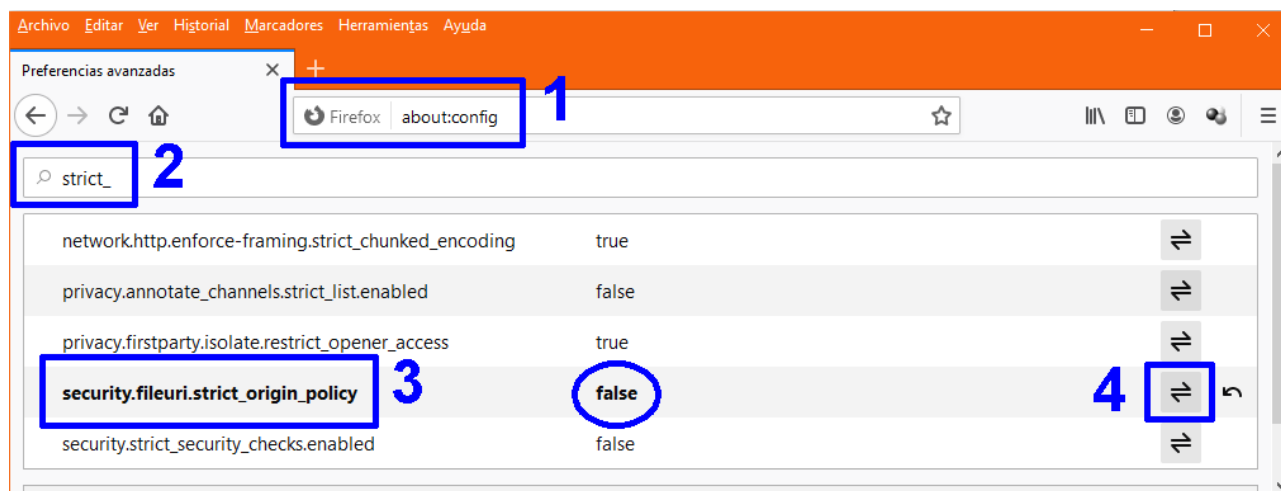 Archivo Editar Ver Historial Marcadores Herramientas Ayuda
Preferencias avanzadas
1
Firefox about:config
2
strict_
network.http.enforce-framing.strict_chunked_encoding true
privacy.annotate_channels.strict_list.enabled false
privacy.firstparty.isolate.restrict_opener_access true
security.fileuri.strict_origin_policy 3 false 4
security.strict_security_checks.enabled false